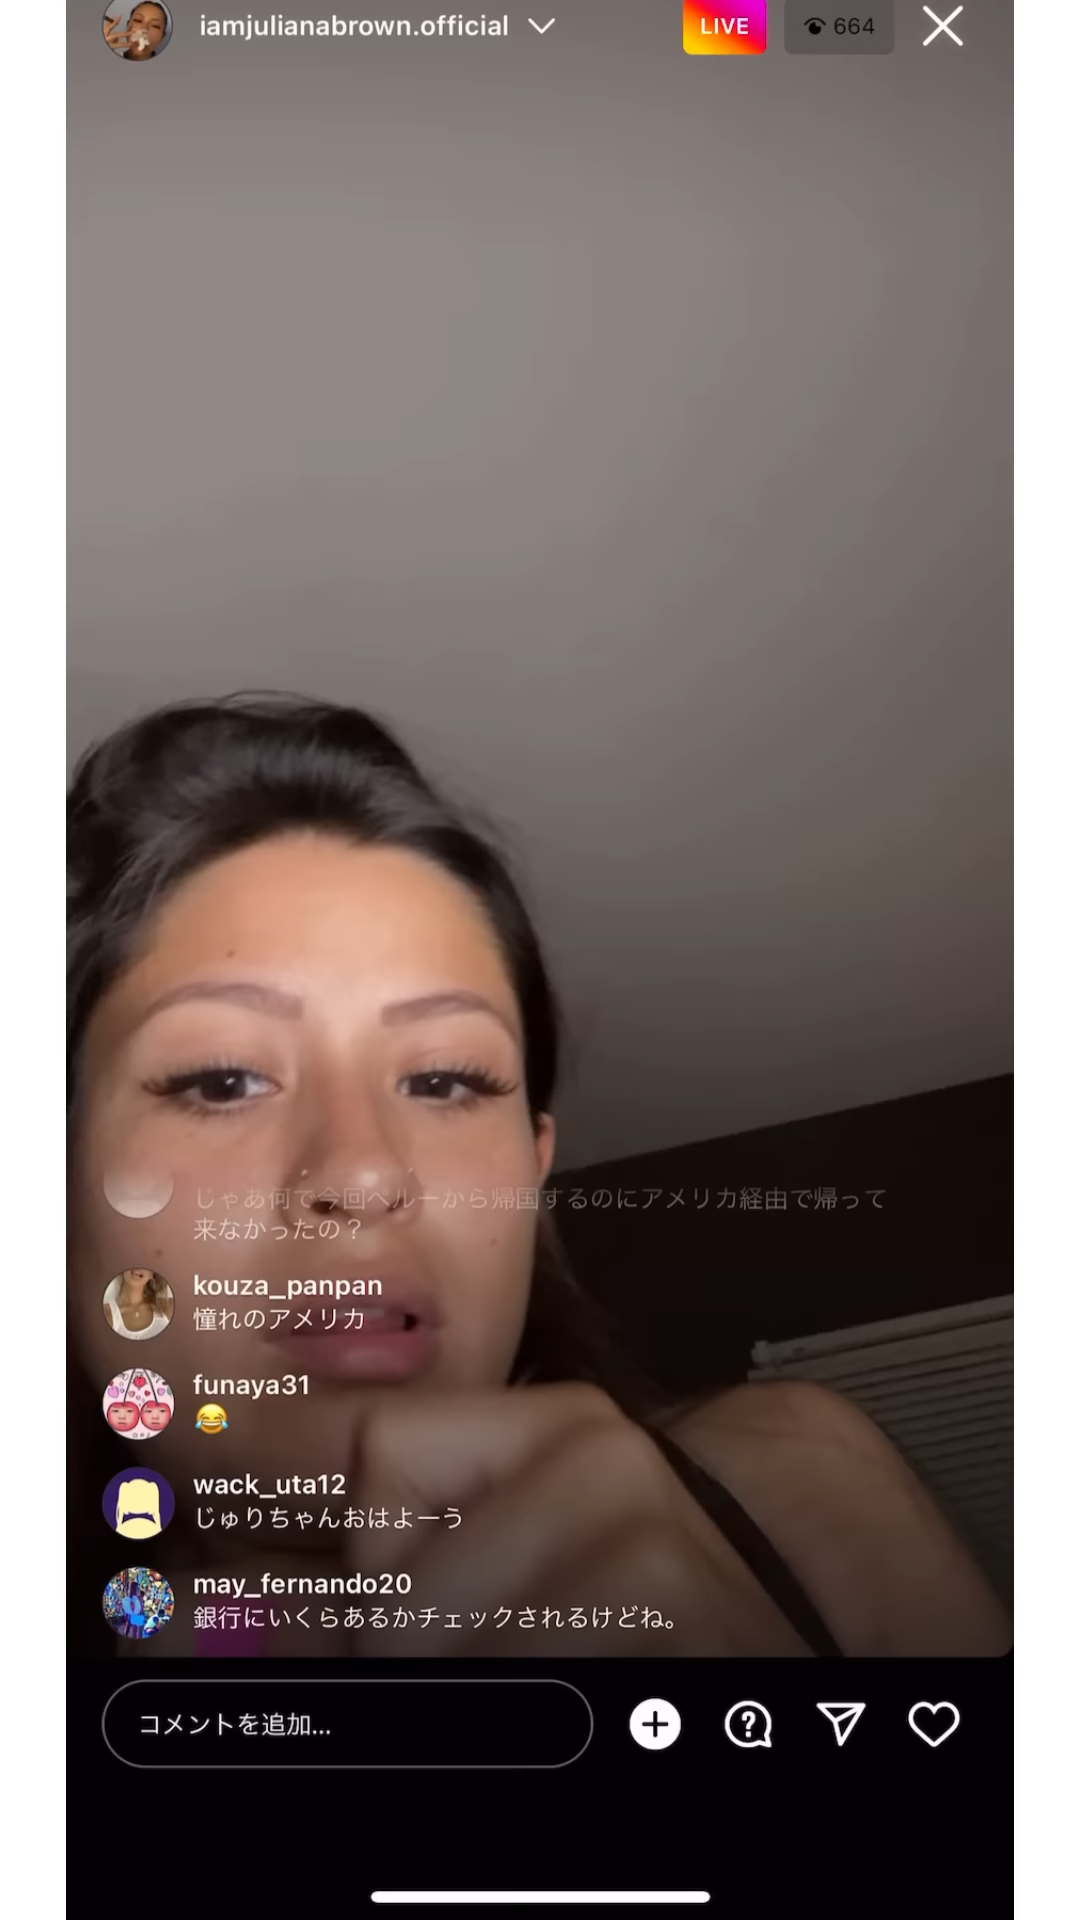 iamjulianabrown.official
LIVE
664
じゃあ何で今回ペルーから帰国するのにアメリカ経由で帰って
来なかったの？
kouza_panpan
憧れのアメリカ
funaya31
😂
wack_uta12
じゅりちゃんおはよーう
may_fernando20
銀行にいくらあるかチェックされるけどね。
コメントを追加...